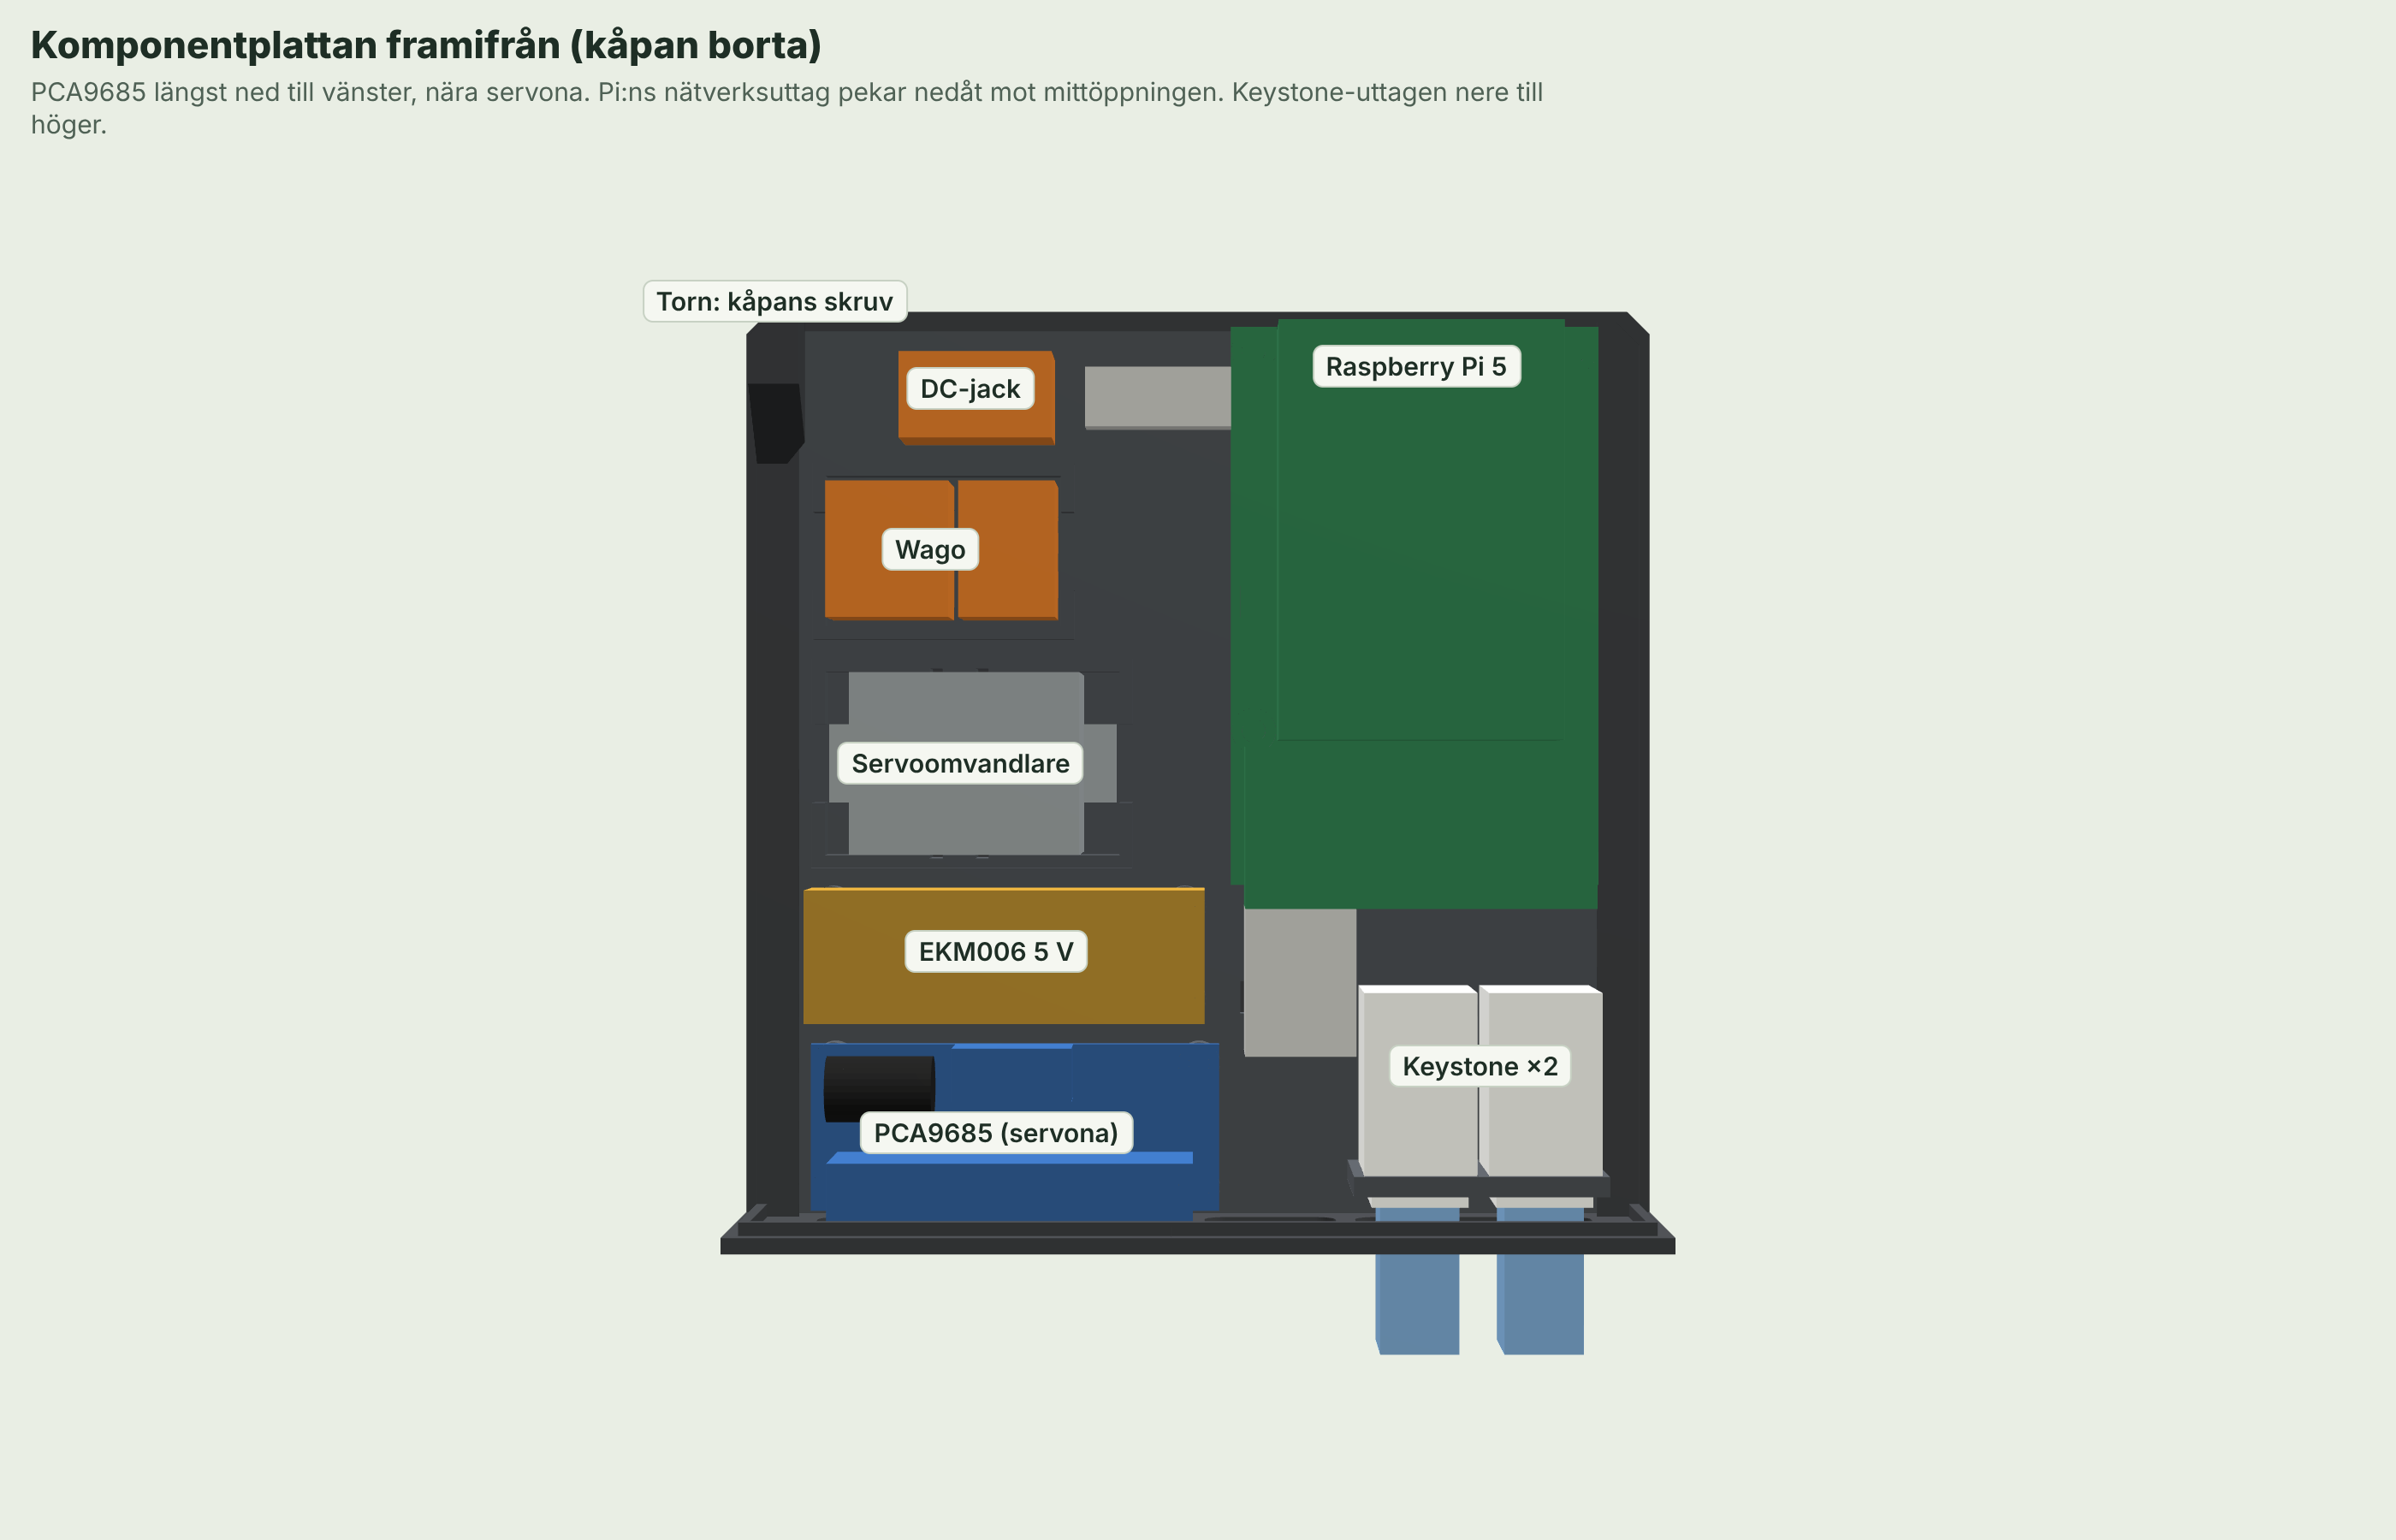 Komponentplattan framifrån (kåpan borta)
PCA9685 längst ned till vänster, nära servona. Pi:ns nätverksuttag pekar nedåt mot mittöppningen. Keystone-uttagen nere till
höger.
Torn: kåpans skruv
DC-jack
Raspberry Pi 5
Wago
Servoomvandlare
EKM006 5 V
Keystone ×2
PCA9685 (servona)